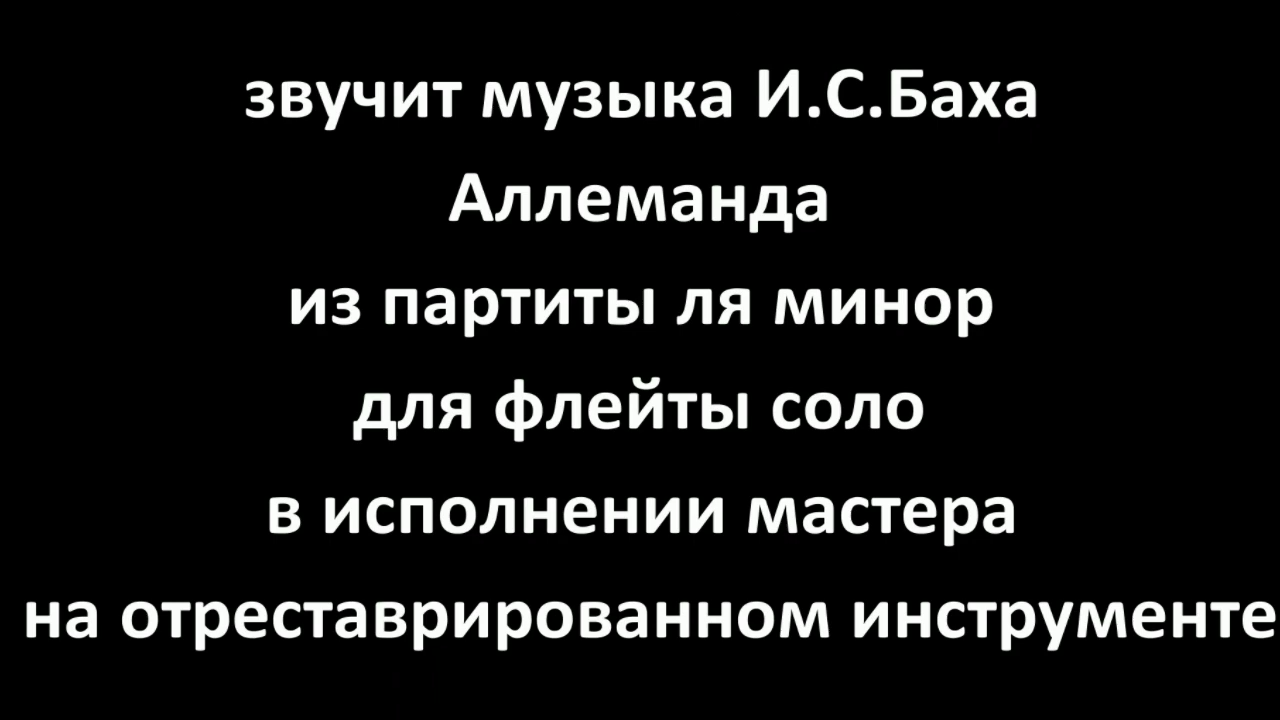 звучит музыка И.С.Баха
Аллеманда
из партиты ля минор
для флейты соло
в исполнении мастера
на отреставрированном инструменте